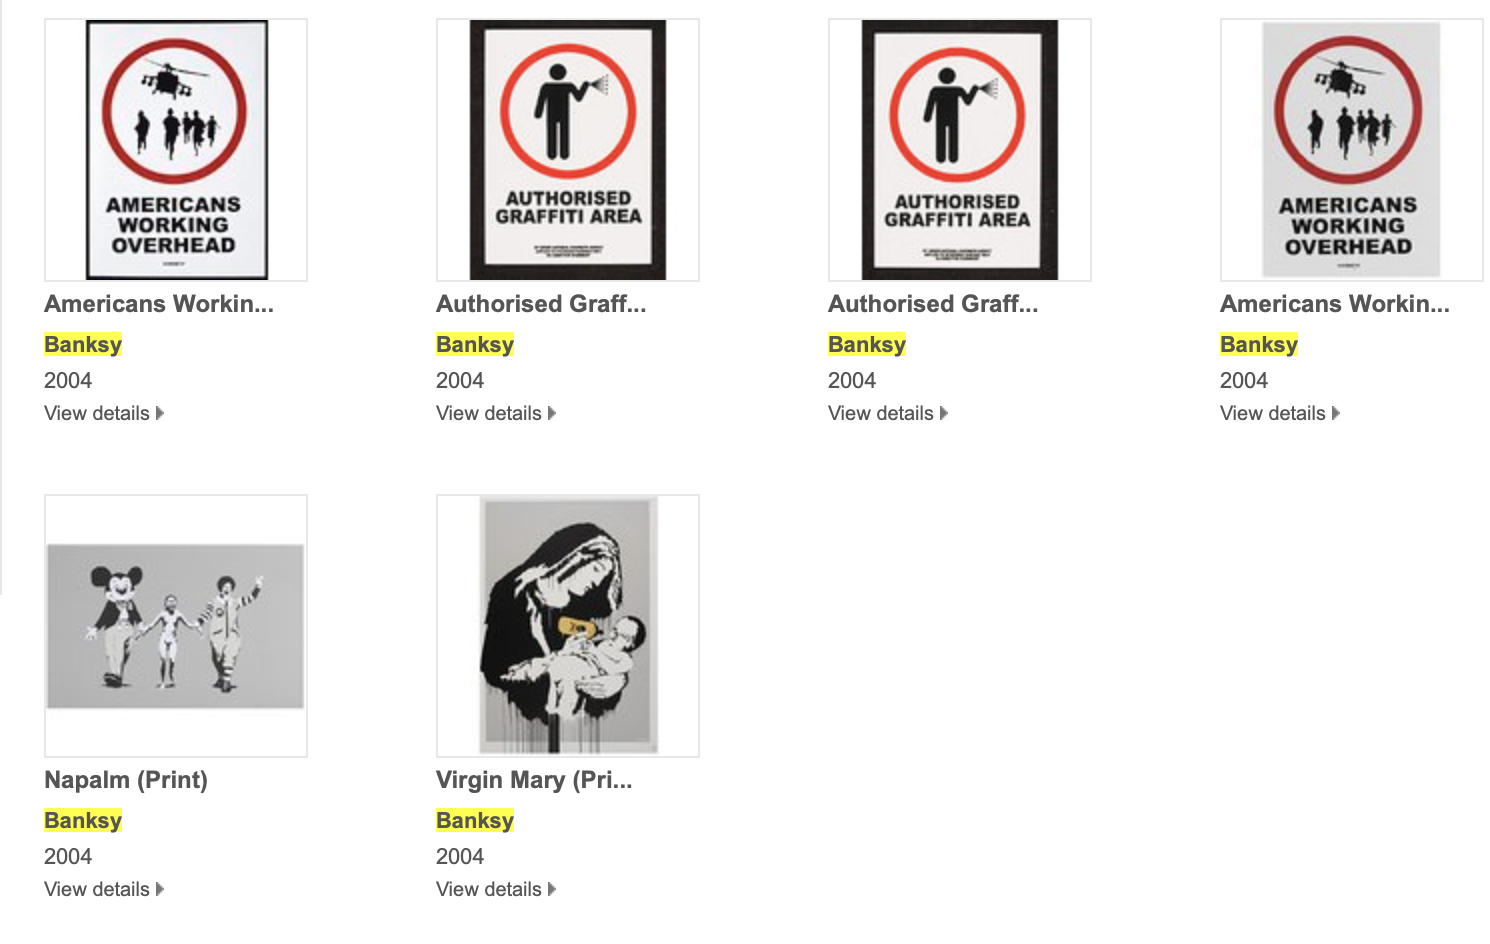 AMERICANS
WORKING
OVERHEAD
AUTHORISED
GRAFFITI AREA
AUTHORISED
GRAFFITI AREA
AMERICANS
WORKING
OVERHEAD
Americans Workin...
Authorised Graff...
Authorised Graff...
Americans Workin...
Banksy
Banksy
Banksy
Banksy
2004
2004
2004
2004
View details
View details
View details
View details
Napalm (Print)
Virgin Mary (Pri...
Banksy
Banksy
2004
2004
View details
View details